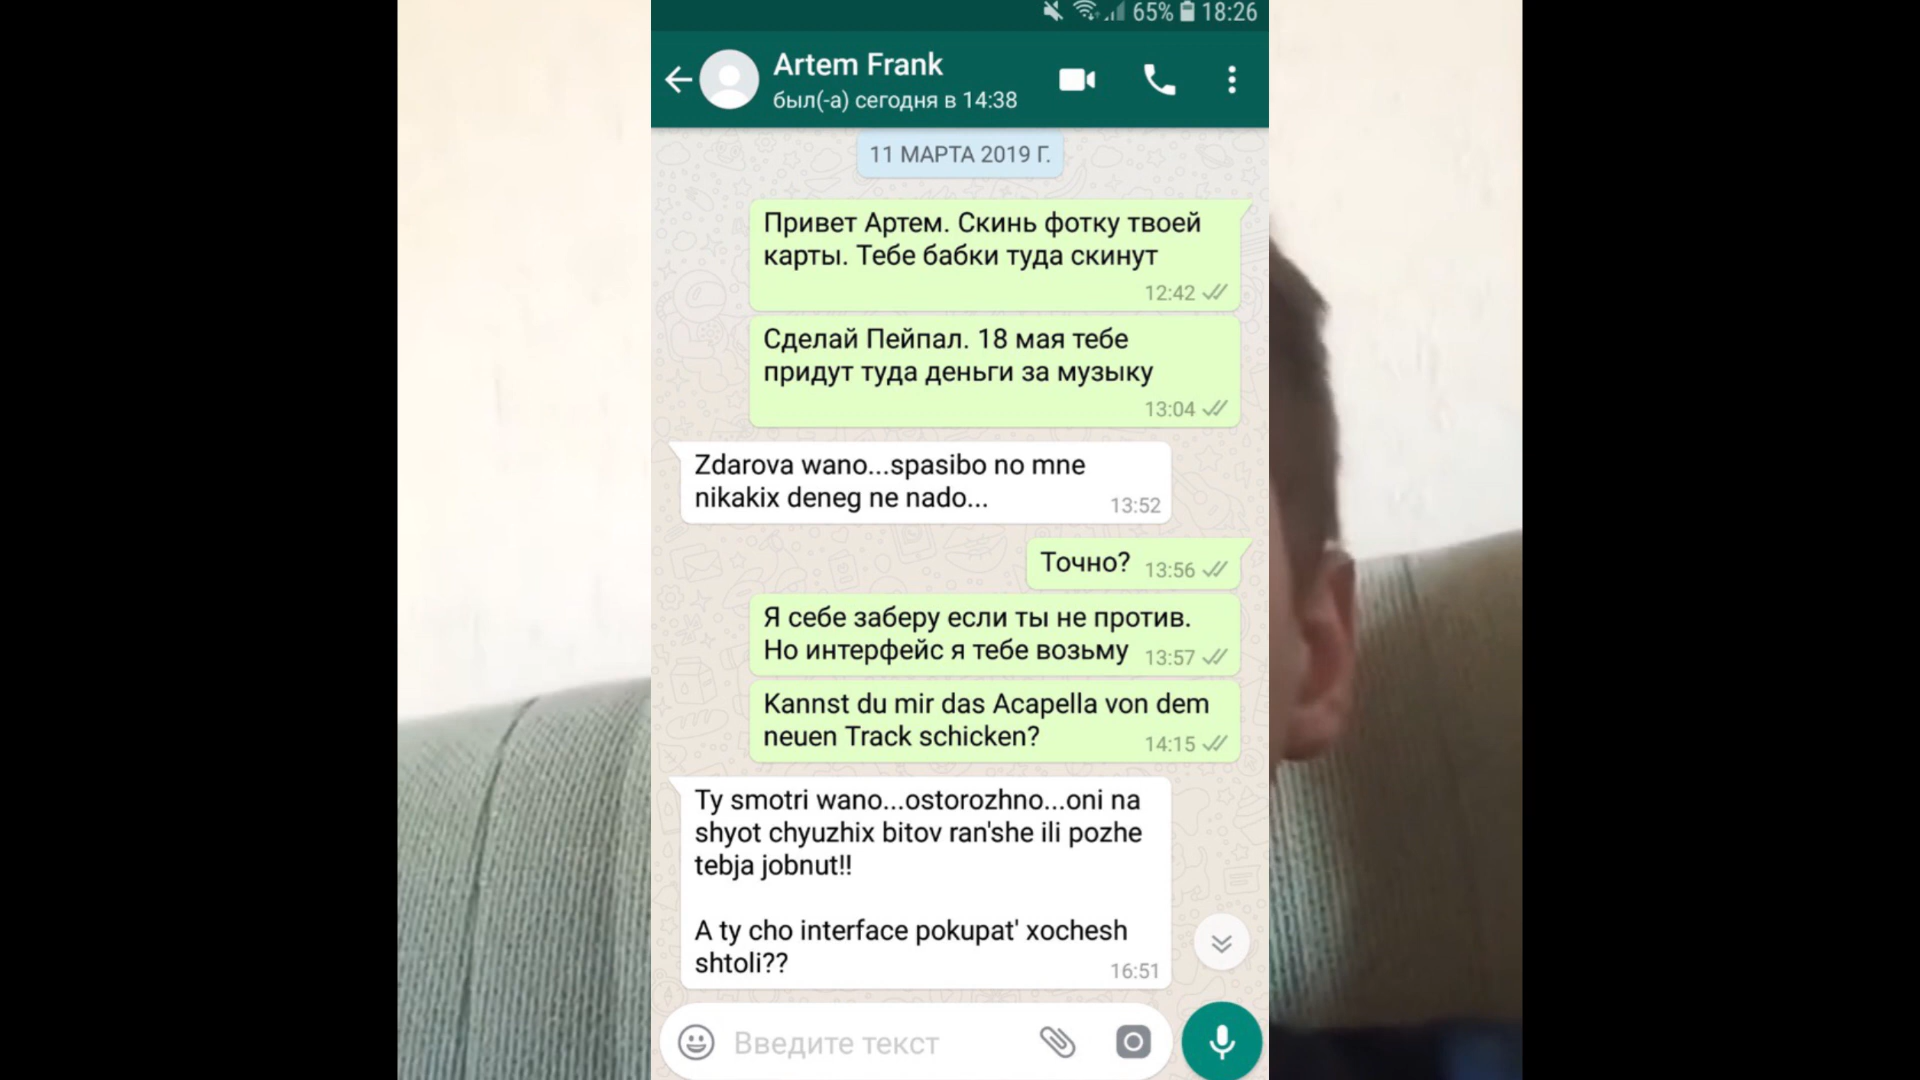 65% 18:26
Artem Frank
был(-а) сегодня в 14:38
11 МАРТА 2019 Г.
Привет Артем. Скинь фотку твоей
карты. Тебе бабки туда скинут
12:42
Сделай Пейпал. 18 мая тебе
придут туда деньги за музыку
13:04
Zdarova wano...spasibo no mne
nikakix deneg ne nado...
13:52
Точно? 13:56
Я себе заберу если ты не против.
Но интерфейс я тебе возьму 13:57
Kannst du mir das Acapella von dem
neuen Track schicken? 14:15
Ty smotri wano...ostorozhno...oni na
shyot chyuzhix bitov ran'she ili pozhe
tebja jobnut!!
A ty cho interface pokupat' xochesh
shtoli??
16:51
Введите текст